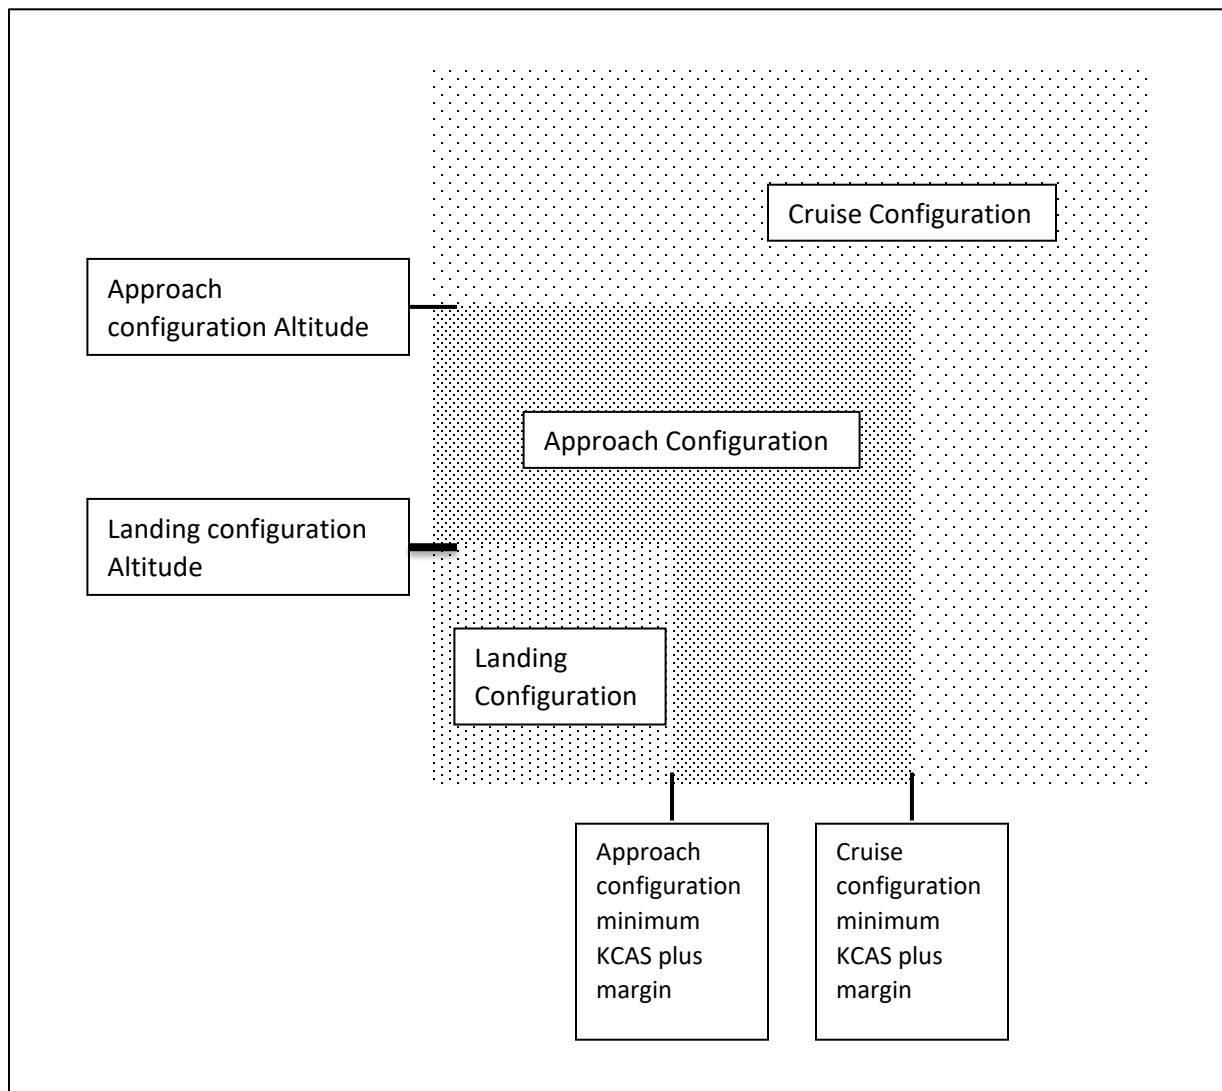 Cruise Configuration
Approach
configuration Altitude
Approach Configuration
Landing configuration
Altitude
Landing
Configuration
Approach
configuration
minimum
KCAS plus
margin
Cruise
configuration
minimum
KCAS plus
margin